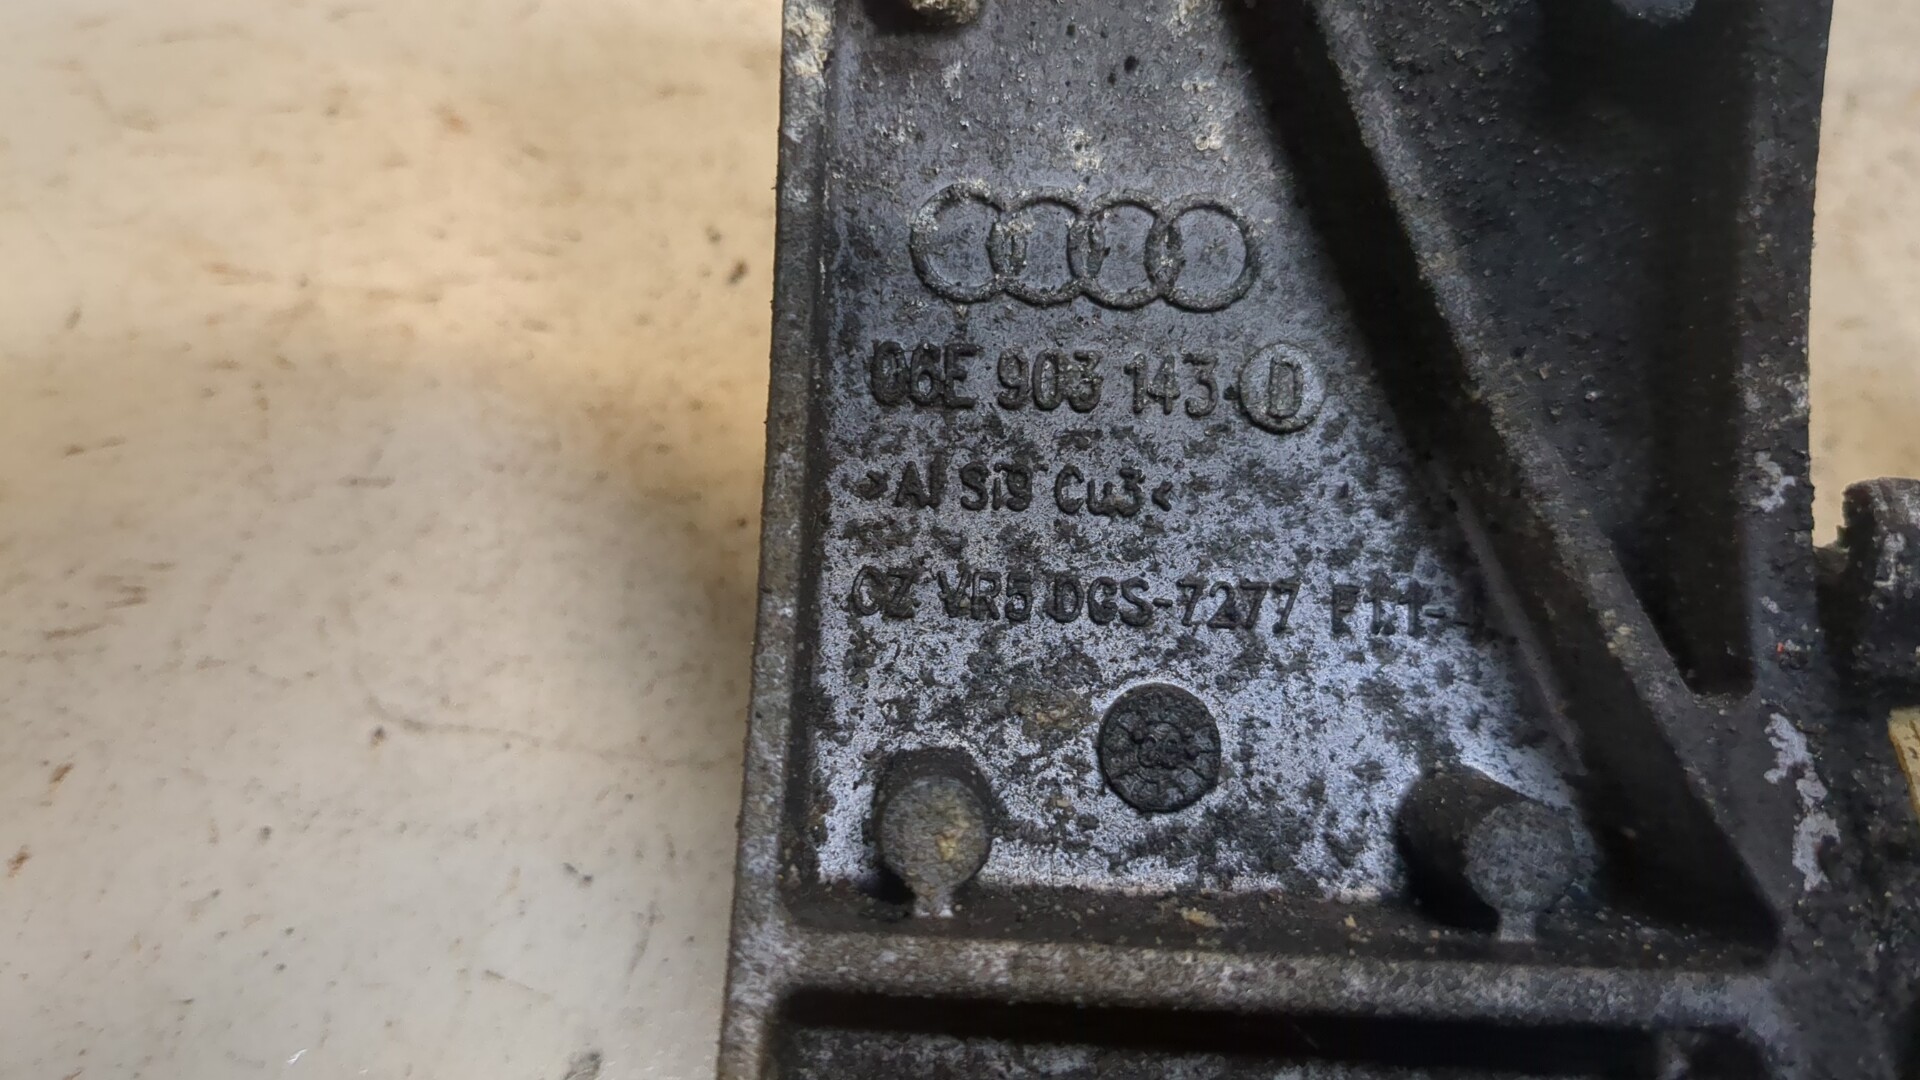 06E 903 143 D
>Al Si9 Cu3<
CZ VR5 DGS-7277